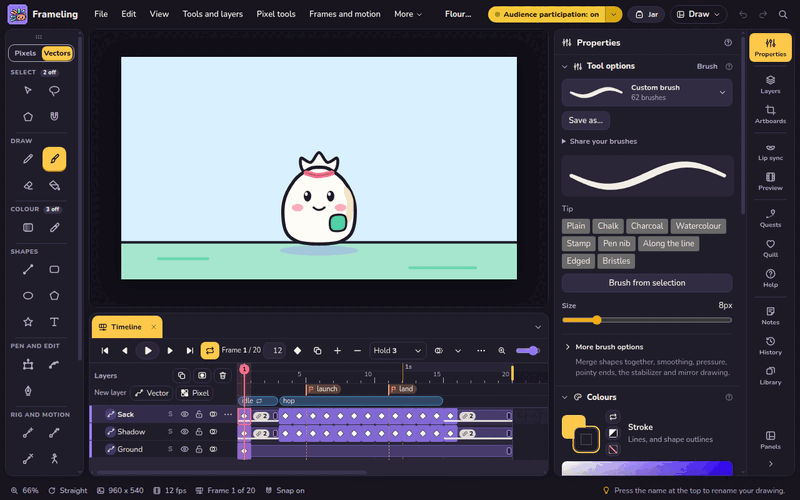 Frameling
File
Edit
View
Tools and layers
Pixel tools
Frames and motion
More
Flour...
Audience participation: on
Jar
Draw
Pixels
Vectors
SELECT
2 off
DRAW
COLOUR
3 off
SHAPES
PEN AND EDIT
RIG AND MOTION
Properties
Tool options
Brush
Custom brush
62 brushes
Save as...
Share your brushes
Tip
Plain
Chalk
Charcoal
Watercolour
Stamp
Pen nib
Along the line
Edged
Bristles
Brush from selection
Size
8px
More brush options
Merge shapes together, smoothing, pressure,
pointy ends, the stabilizer and mirror drawing.
Colours
Stroke
Lines, and shape outlines
Properties
Layers
Artboards
Lip sync
Preview
Quests
Quill
Help
Notes
History
Library
Panels
Timeline
Frame 1 / 20
12
Hold 3
Layers
1
5
10
15
20
1s
New layer
Vector
Pixel
launch
land
idle
hop
Sack
S
2
2
Shadow
S
2
2
Ground
S
66%
Straight
960 x 540
12 fps
Frame 1 of 20
Snap on
Press the name at the top to rename your drawing.